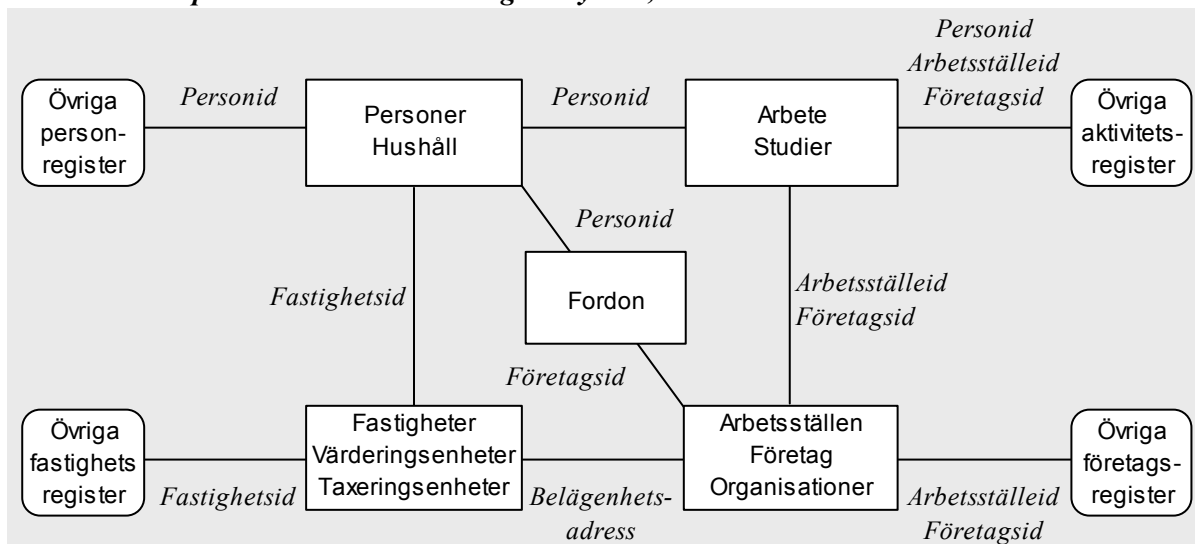 Personid
Arbetsställeid
Företagsid
Övriga
person-
register
Personid
Personer
Hushåll
Personid
Arbete
Studier
Övriga
aktivitets-
register
Personid
Fordon
Fastighetsid
Arbetsställeid
Företagsid
Företagsid
Övriga
fastighets
register
Fastighetsid
Fastigheter
Värderingsenheter
Taxeringsenheter
Belägenhets-
adress
Arbetsställen
Företag
Organisationer
Arbetsställeid
Företagsid
Övriga
företags-
register